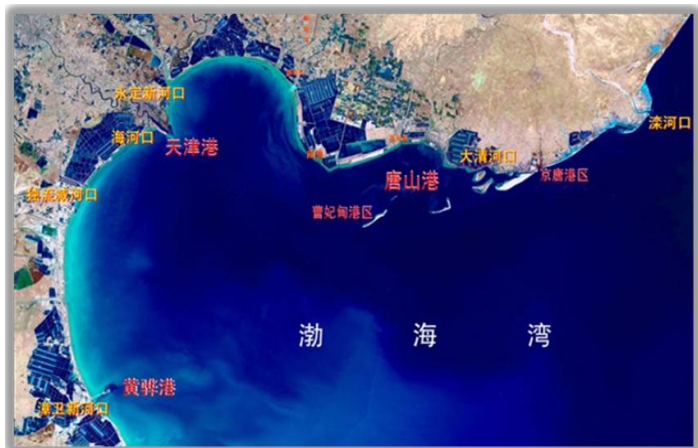 永定新河口
海河口
天津港
滦河口
大清河口
京唐港区
唐山港
独流减河口
曹妃甸港区
渤海湾
黄骅港
漳卫新河口